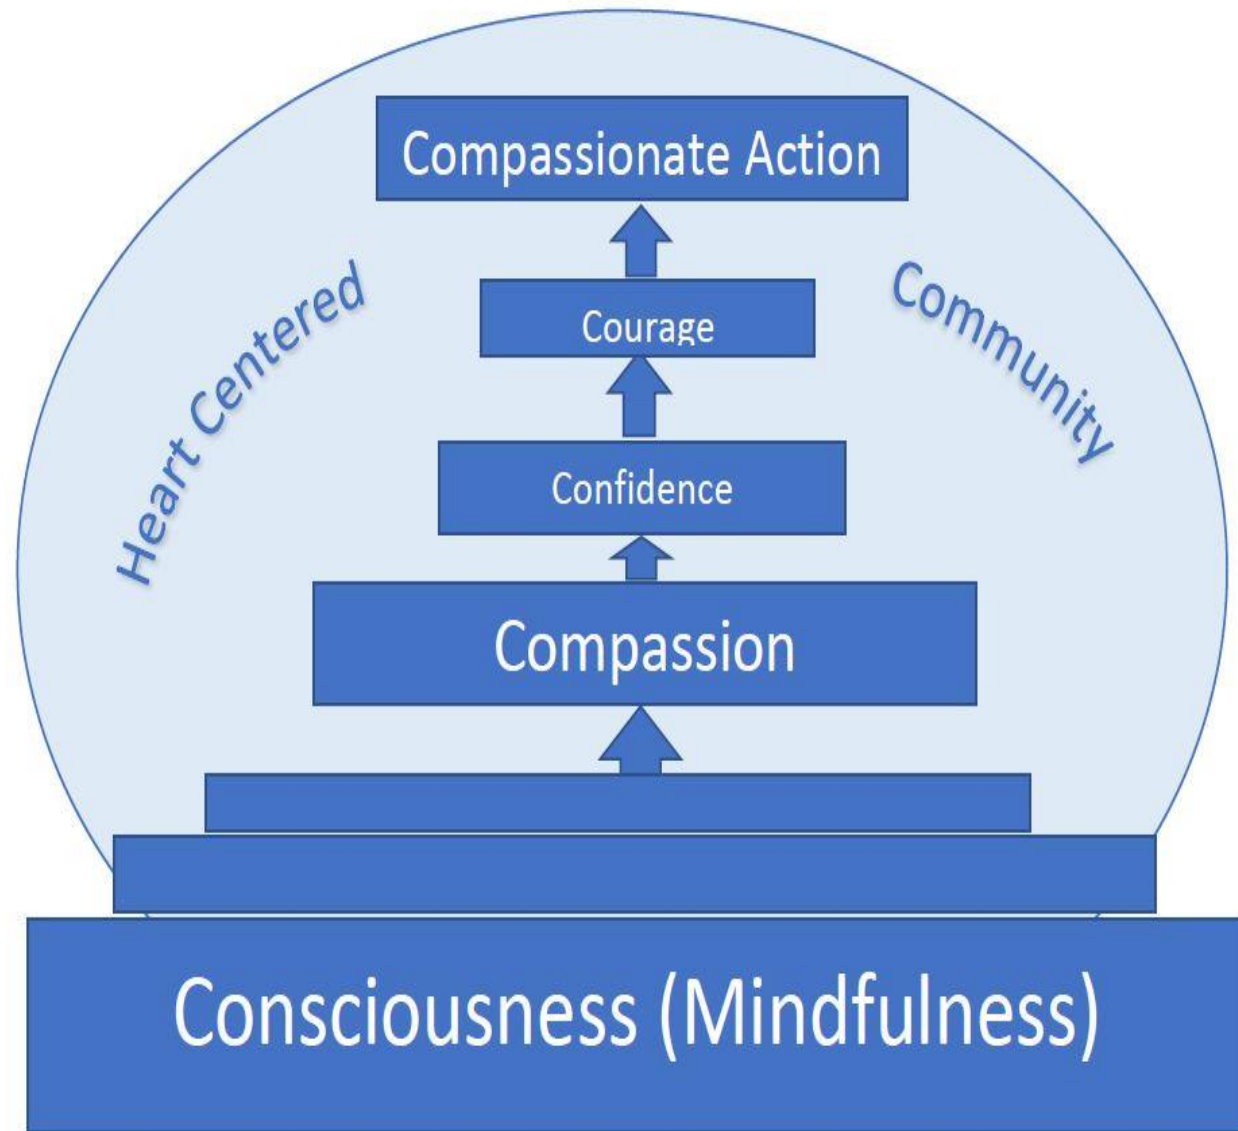 Compassionate Action
Heart Centered
Community
Courage
Confidence
Compassion
Consciousness (Mindfulness)